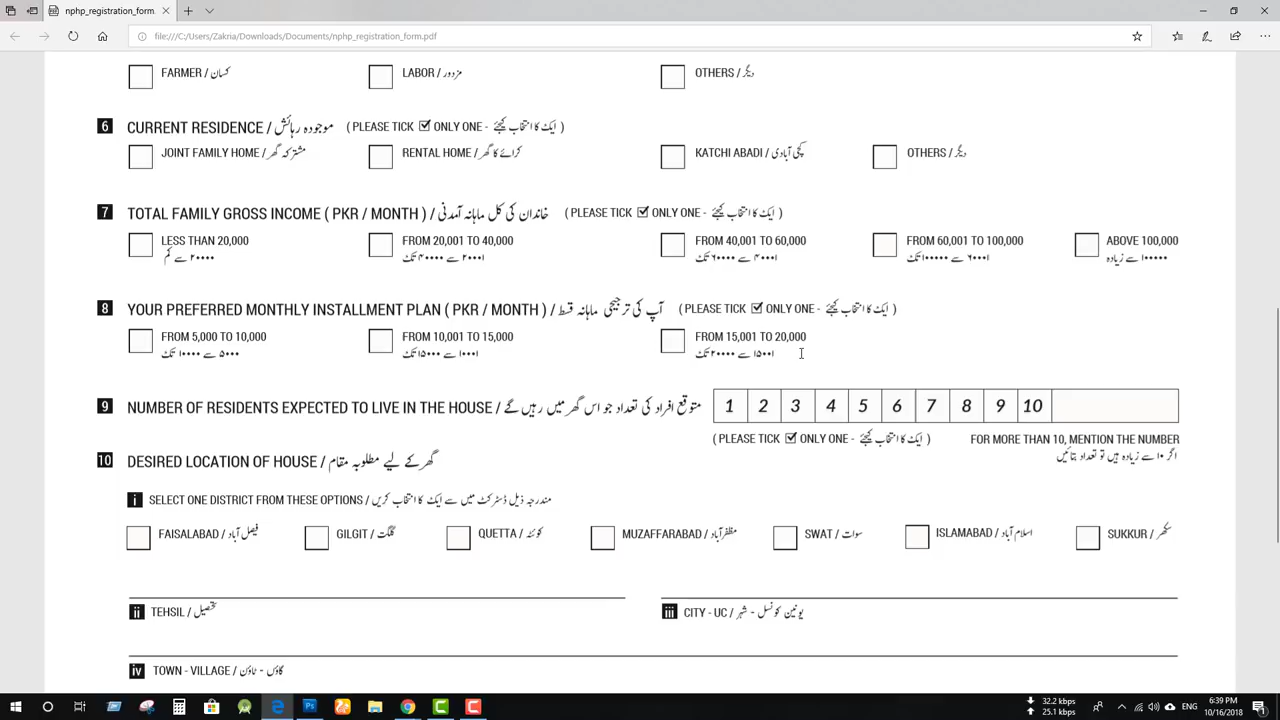 nphp_registration_form.
file:///C:/Users/Zakria/Downloads/Documents/nphp_registration_form.pdf
FARMER / کسان
LABOR / مزدور
OTHERS / دیگر
6 CURRENT RESIDENCE / موجودہ رہائش ( PLEASE TICK ☑ ONLY ONE - ایک کا انتخاب کیجئے )
JOINT FAMILY HOME / مشترکہ گھر
RENTAL HOME / کرائے کا گھر
KATCHI ABADI / کچی آبادی
OTHERS / دیگر
7 TOTAL FAMILY GROSS INCOME ( PKR / MONTH ) / خاندان کی کل ماہانہ آمدنی ( PLEASE TICK ☑ ONLY ONE - ایک کا انتخاب کیجئے )
LESS THAN 20,000
۲۰۰۰۰ سے کم
FROM 20,001 TO 40,000
۲۰۰۰۱ سے ۴۰۰۰۰ تک
FROM 40,001 TO 60,000
۴۰۰۰۱ سے ۶۰۰۰۰ تک
FROM 60,001 TO 100,000
۶۰۰۰۱ سے ۱۰۰۰۰۰ تک
ABOVE 100,000
۱۰۰۰۰۰ سے زیادہ
8 YOUR PREFERRED MONTHLY INSTALLMENT PLAN ( PKR / MONTH ) / آپ کی ترجیحی ماہانہ قسط ( PLEASE TICK ☑ ONLY ONE - ایک کا انتخاب کیجئے )
FROM 5,000 TO 10,000
۵۰۰۰ سے ۱۰۰۰۰ تک
FROM 10,001 TO 15,000
۱۰۰۰۱ سے ۱۵۰۰۰ تک
FROM 15,001 TO 20,000
۱۵۰۰۱ سے ۲۰۰۰۰ تک
9 NUMBER OF RESIDENTS EXPECTED TO LIVE IN THE HOUSE / متوقع افراد کی تعداد جو اس گھر میں رہیں گے
1 2 3 4 5 6 7 8 9 10
( PLEASE TICK ☑ ONLY ONE - ایک کا انتخاب کیجئے )
FOR MORE THAN 10, MENTION THE NUMBER
اگر ۱۰ سے زیادہ ہیں تو تعداد بتائیں
10 DESIRED LOCATION OF HOUSE / گھر کے لیے مطلوبہ مقام
i SELECT ONE DISTRICT FROM THESE OPTIONS / مندرجہ ذیل ڈسٹرکٹ میں سے ایک کا انتخاب کریں
FAISALABAD / فیصل آباد
GILGIT / گلگت
QUETTA / کوئٹہ
MUZAFFARABAD / مظفر آباد
SWAT / سوات
ISLAMABAD / اسلام آباد
SUKKUR / سکھر
ii TEHSIL / تحصیل
iii CITY - UC / یونین کونسل - شہر
iv TOWN - VILLAGE / گاؤں - ٹاؤن
32.2 kbps
25.1 kbps
ENG
6:39 PM
10/16/2018